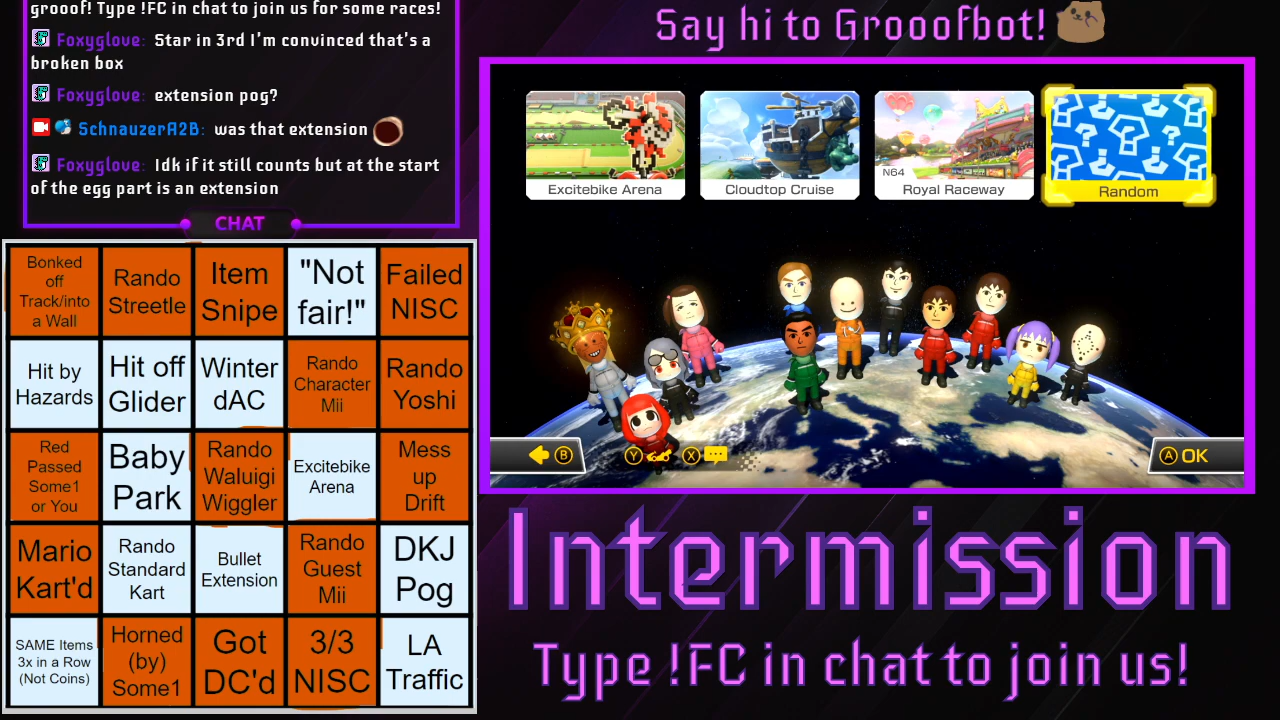 grooof! Type !FC in chat to join us for some races!
Foxyglove: Star in 3rd I'm convinced that's a
broken box
Foxyglove: extension pog?
SchnauzerA2B: was that extension
Foxyglove: Idk if it still counts but at the start
of the egg part is an extension
CHAT
Say hi to Grooofbot!
Excitebike Arena
Cloudtop Cruise
N64
Royal Raceway
Random
B
Y
X
A OK
Bonked
off
Track/into
a Wall
Rando
Streetle
Item
Snipe
"Not
fair!"
Failed
NISC
Hit by
Hazards
Hit off
Glider
Winter
dAC
Rando
Character
Mii
Rando
Yoshi
Red
Passed
Some1
or You
Baby
Park
Rando
Waluigi
Wiggler
Excitebike
Arena
Mess
up
Drift
Mario
Kart'd
Rando
Standard
Kart
Bullet
Extension
Rando
Guest
Mii
DKJ
Pog
SAME Items
3x in a Row
(Not Coins)
Horned
(by)
Some1
Got
DC'd
3/3
NISC
LA
Traffic
Intermission
Type !FC in chat to join us!